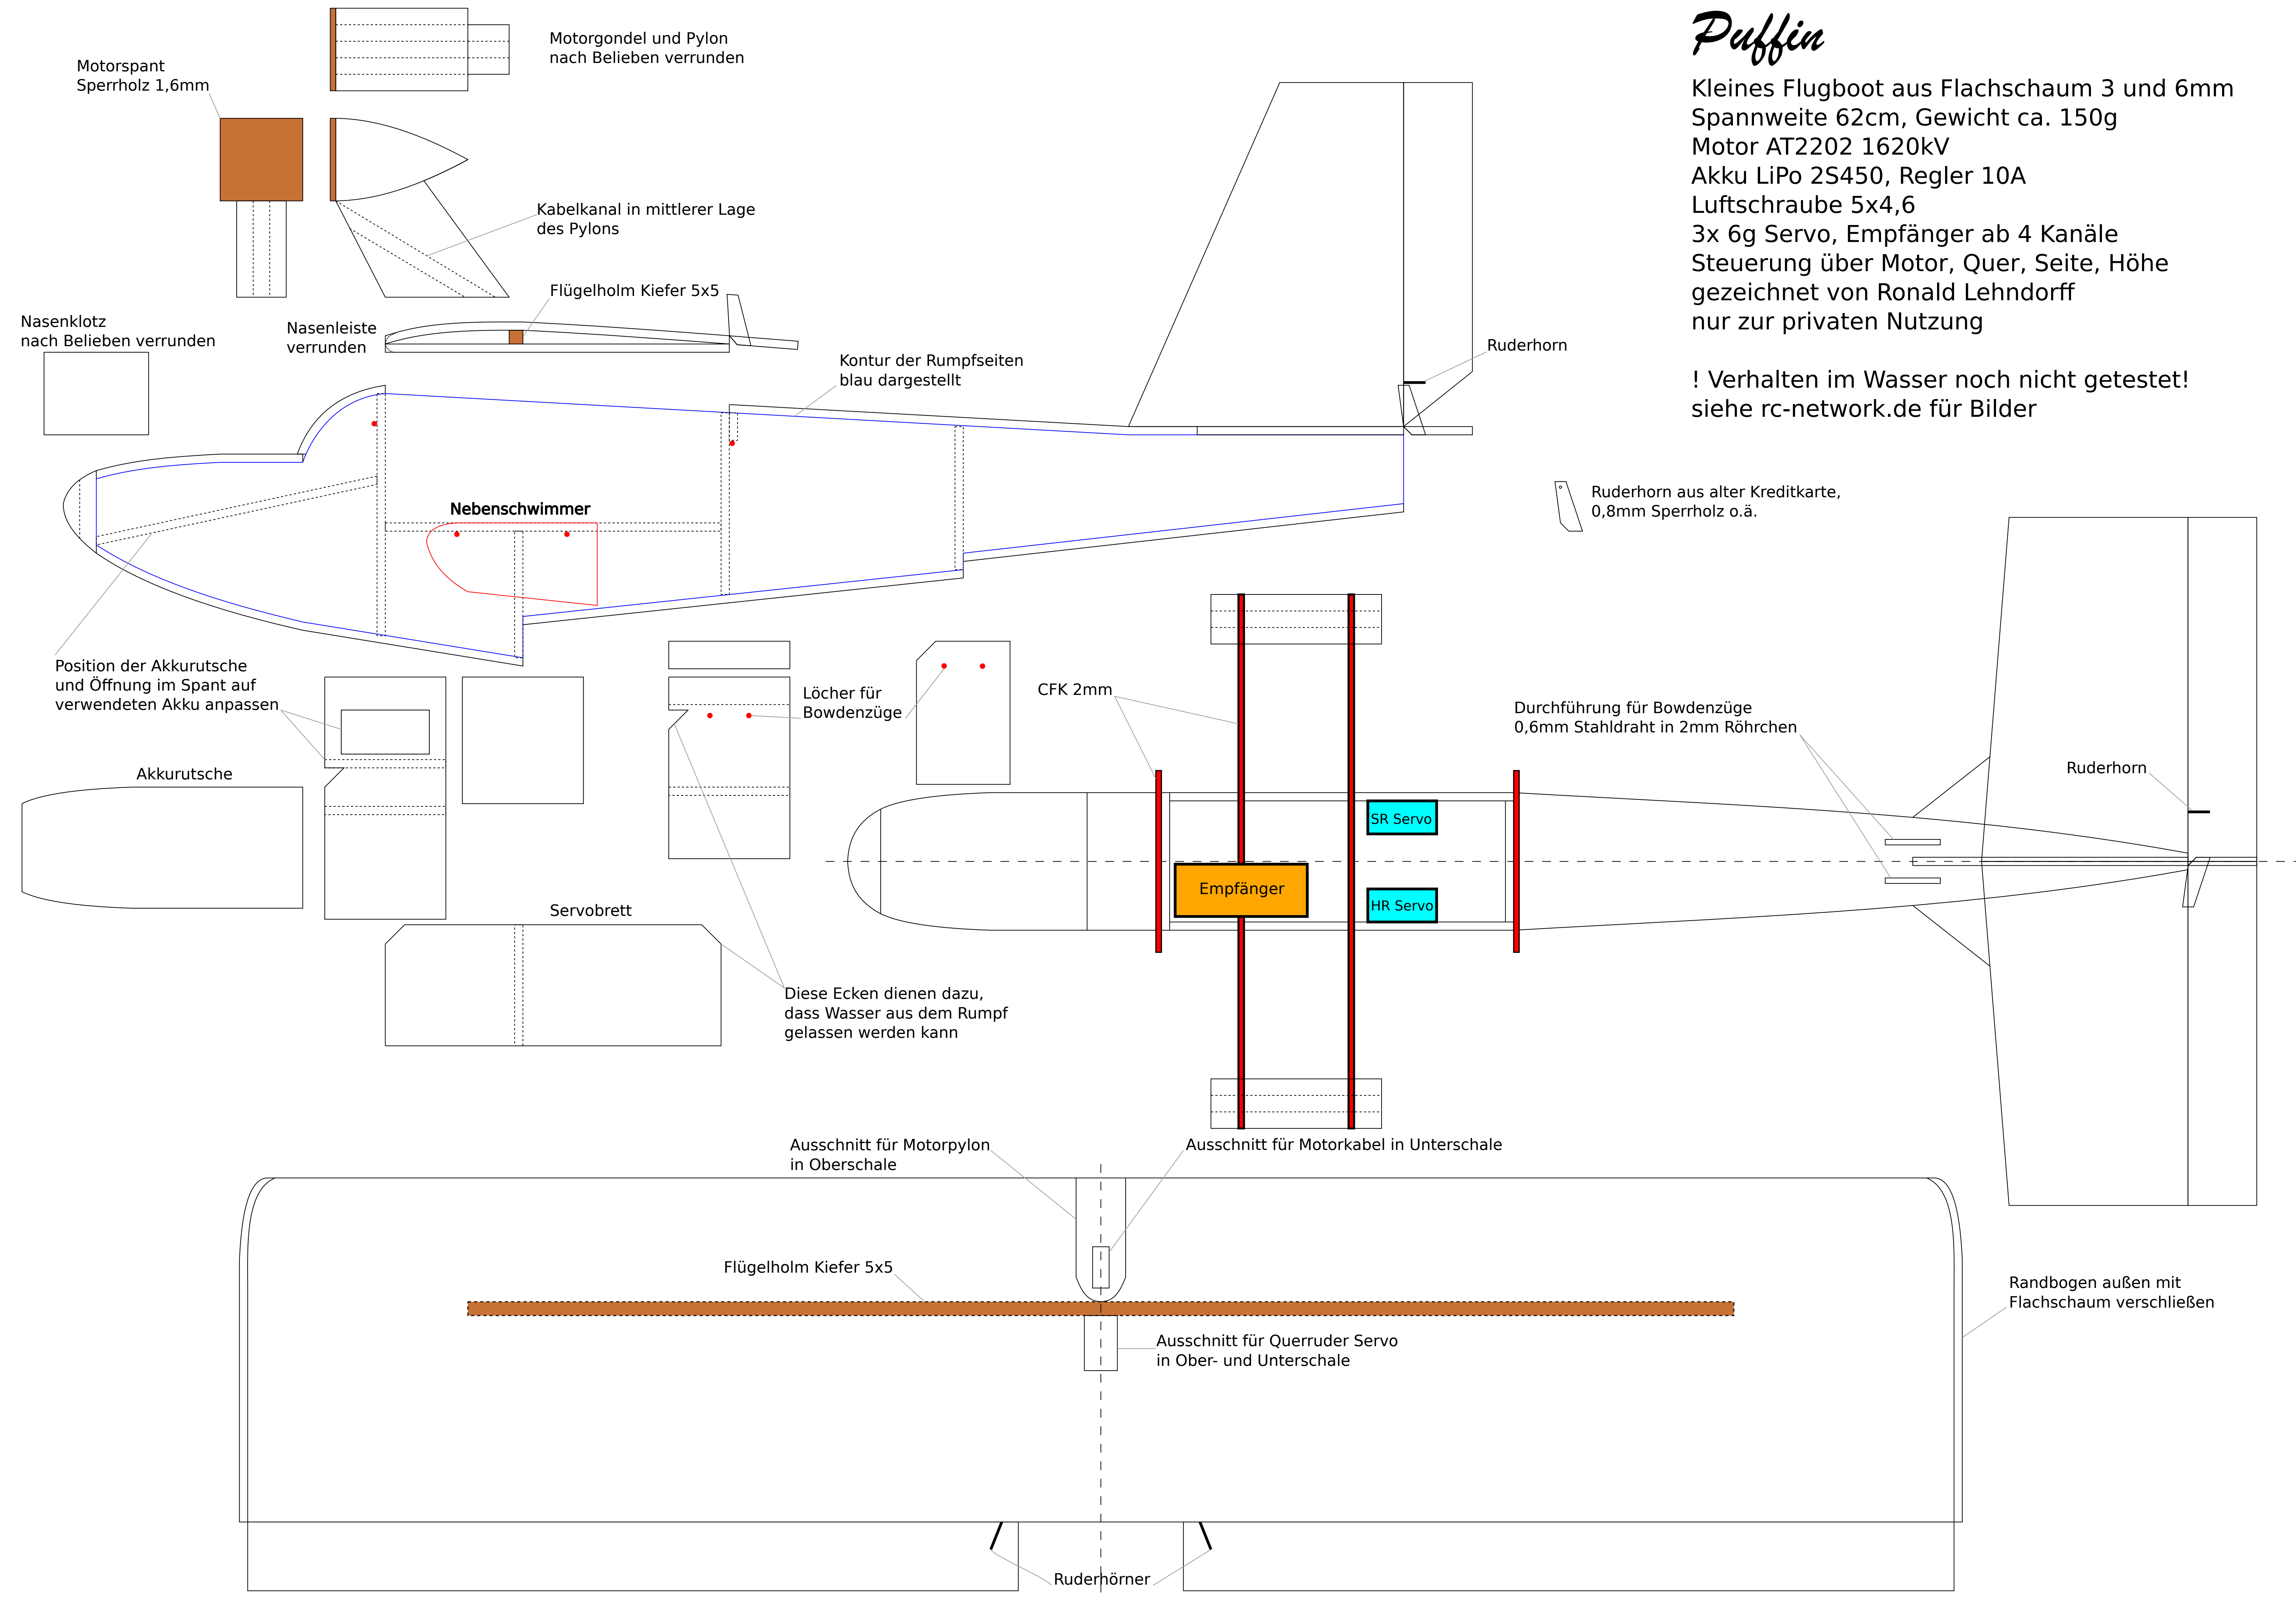 Puffin
Kleines Flugboot aus Flachschaum 3 und 6mm
Spannweite 62cm, Gewicht ca. 150g
Motor AT2202 1620kV
Akku LiPo 2S450, Regler 10A
Luftschraube 5x4,6
3x 6g Servo, Empfänger ab 4 Kanäle
Steuerung über Motor, Quer, Seite, Höhe
gezeichnet von Ronald Lehndorff
nur zur privaten Nutzung
! Verhalten im Wasser noch nicht getestet!
siehe rc-network.de für Bilder
Motorgondel und Pylon
nach Belieben verrunden
Motorspant
Sperrholz 1,6mm
Kabelkanal in mittlerer Lage
des Pylons
Flügelholm Kiefer 5x5
Nasenklotz
nach Belieben verrunden
Nasenleiste
verrunden
Kontur der Rumpfseiten
blau dargestellt
Ruderhorn
Ruderhorn aus alter Kreditkarte,
0,8mm Sperrholz o.ä.
Nebenschwimmer
Position der Akkurutsche
und Öffnung im Spant auf
verwendeten Akku anpassen
Löcher für
Bowdenzüge
CFK 2mm
Durchführung für Bowdenzüge
0,6mm Stahldraht in 2mm Röhrchen
Ruderhorn
Akkurutsche
SR Servo
Empfänger
HR Servo
Servobrett
Diese Ecken dienen dazu,
dass Wasser aus dem Rumpf
gelassen werden kann
Ausschnitt für Motorpylon
in Oberschale
Ausschnitt für Motorkabel in Unterschale
Flügelholm Kiefer 5x5
Randbogen außen mit
Flachschaum verschließen
Ausschnitt für Querruder Servo
in Ober- und Unterschale
Ruderhörner